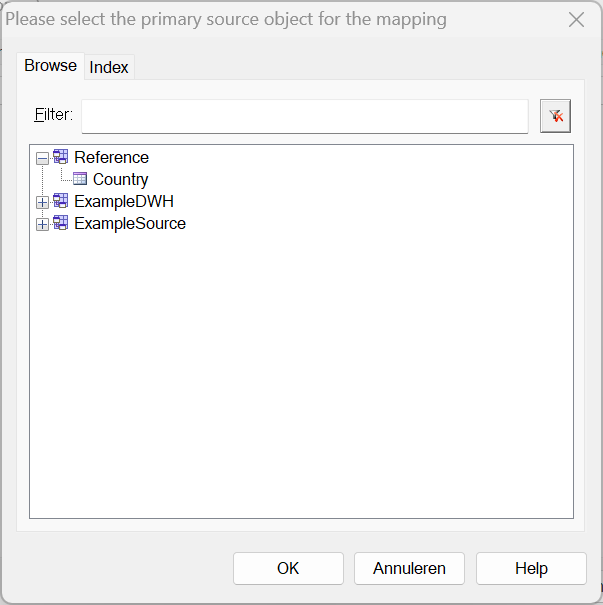 Please select the primary source object for the mapping
Browse
Index
Filter:
Reference
Country
ExampleDWH
ExampleSource
OK
Annuleren
Help